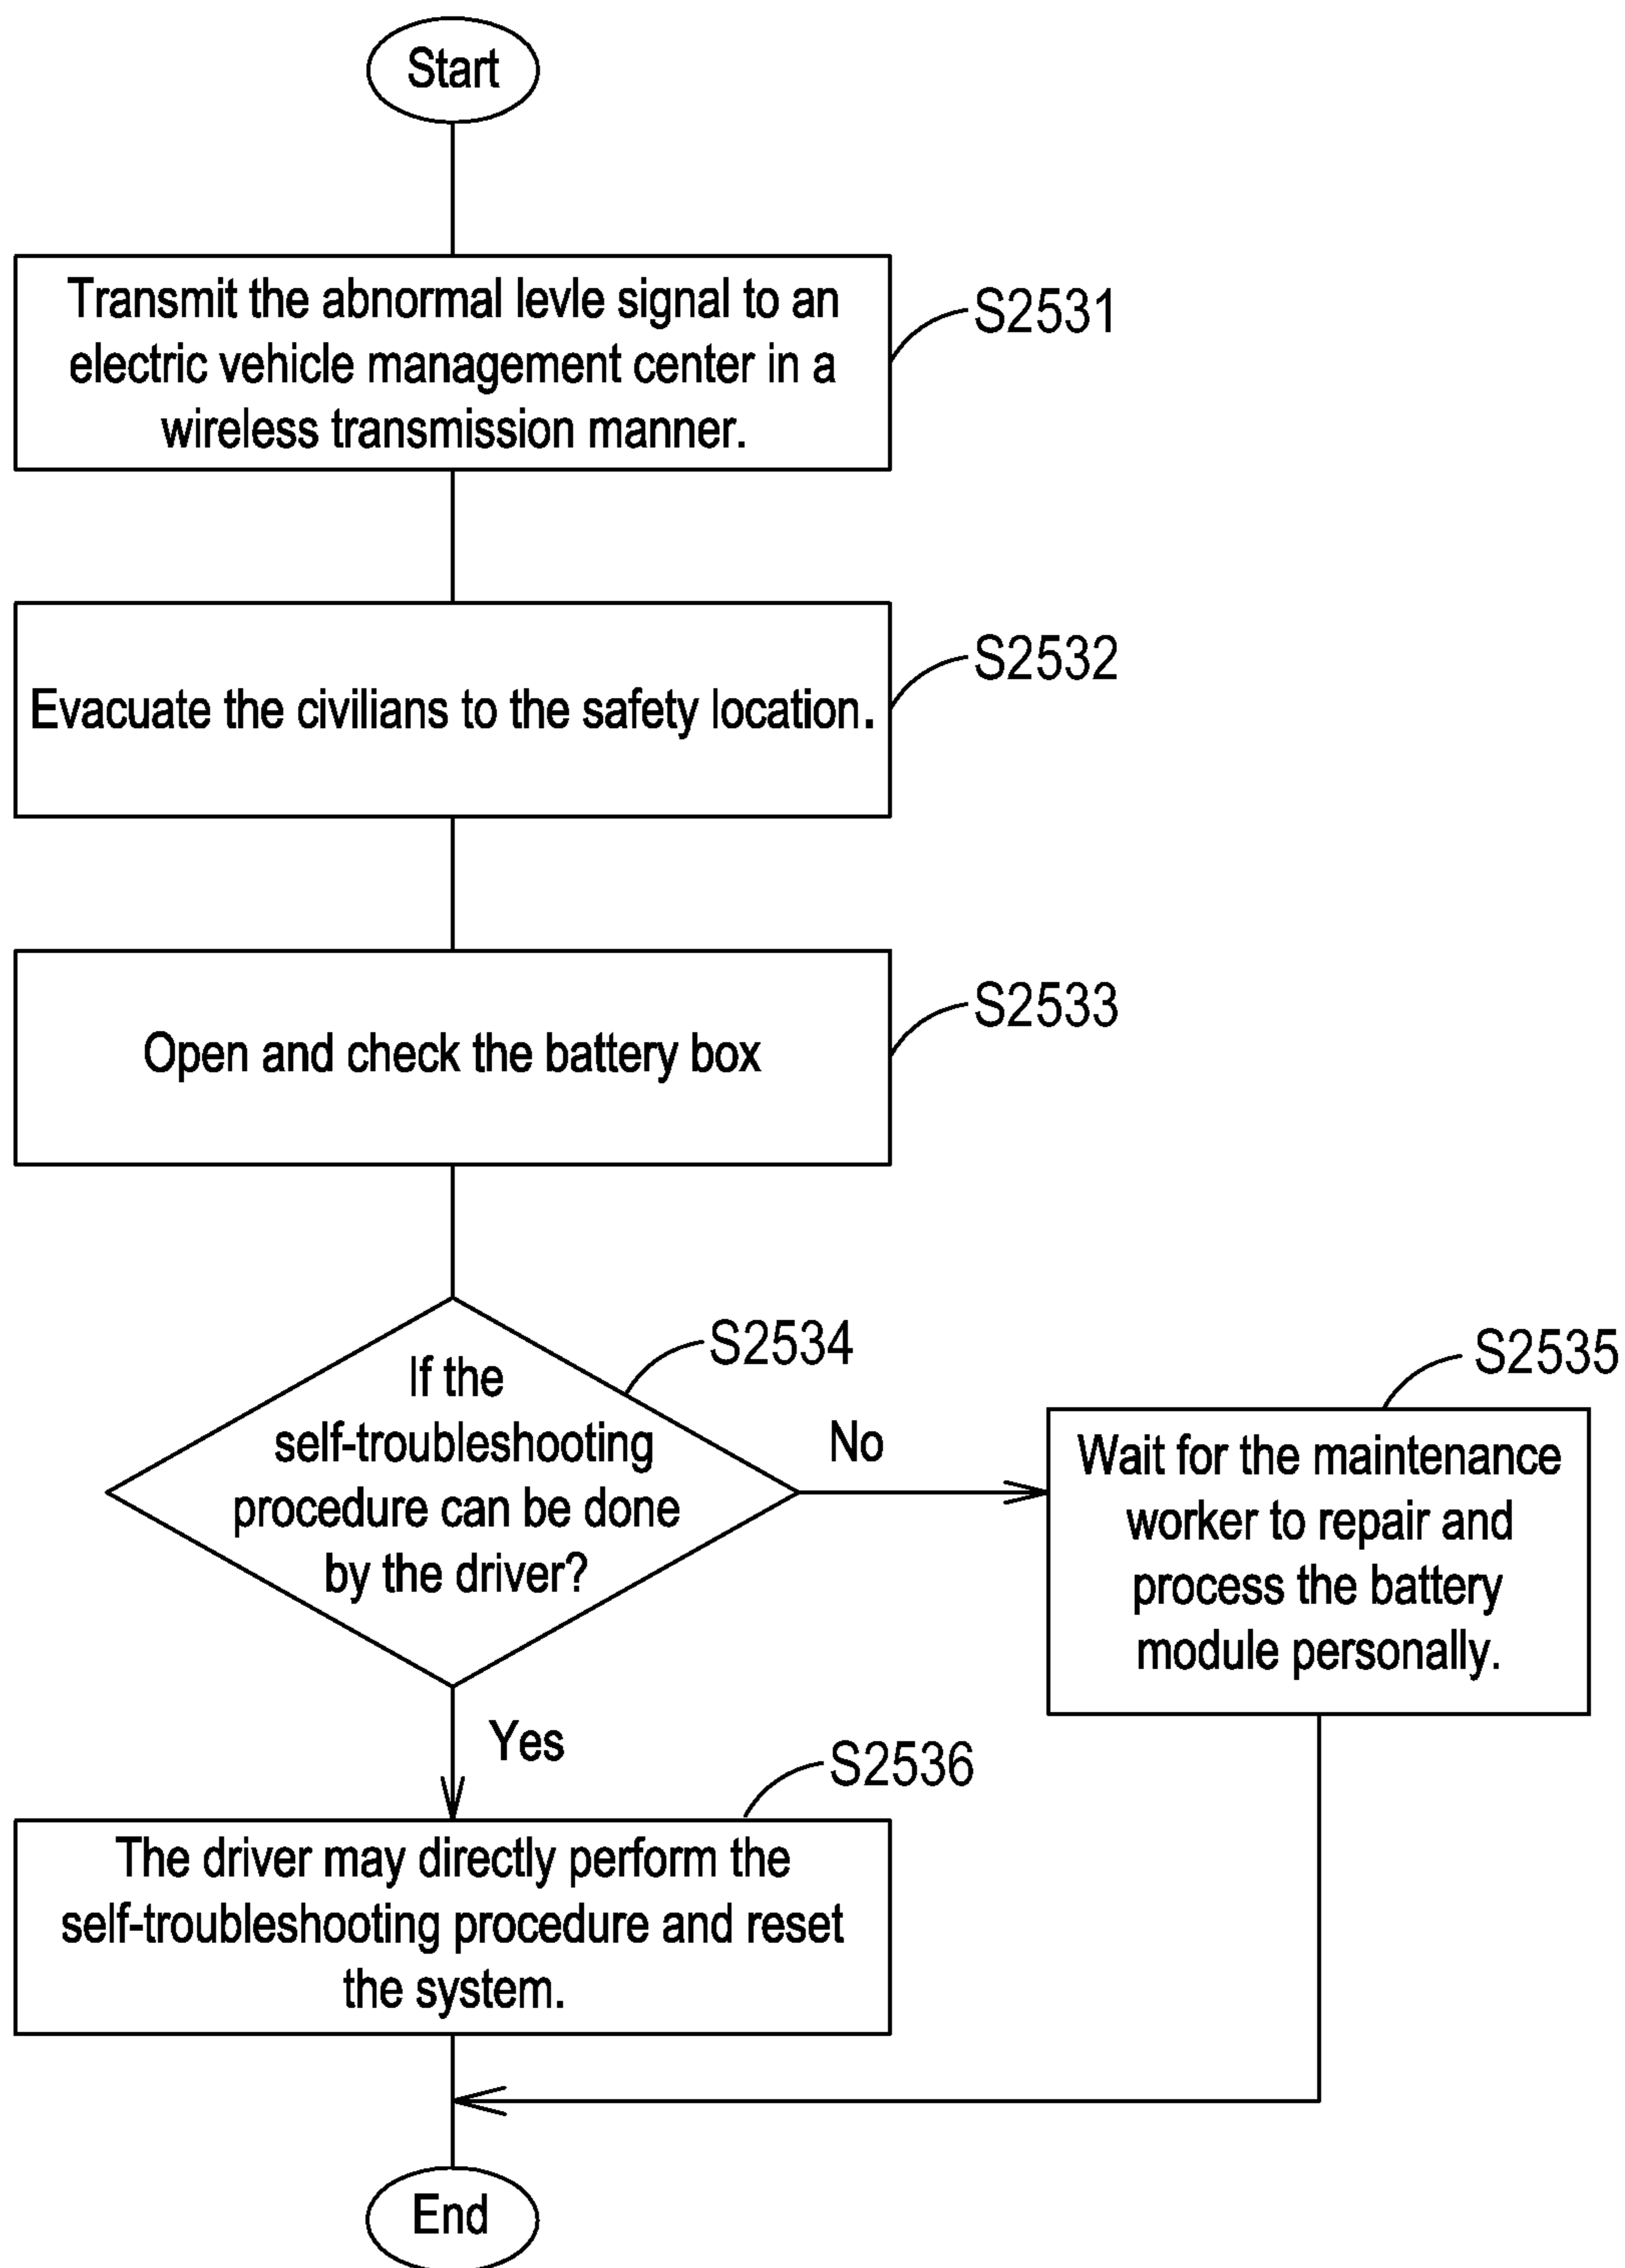 Start
Transmit the abnormal levle signal to an
electric vehicle management center in a
wireless transmission manner.
S2531
Evacuate the civilians to the safety location.
S2532
Open and check the battery box
S2533
If the
self-troubleshooting
procedure can be done
by the driver?
S2534
No
Wait for the maintenance
worker to repair and
process the battery
module personally.
S2535
Yes
The driver may directly perform the
self-troubleshooting procedure and reset
the system.
S2536
End